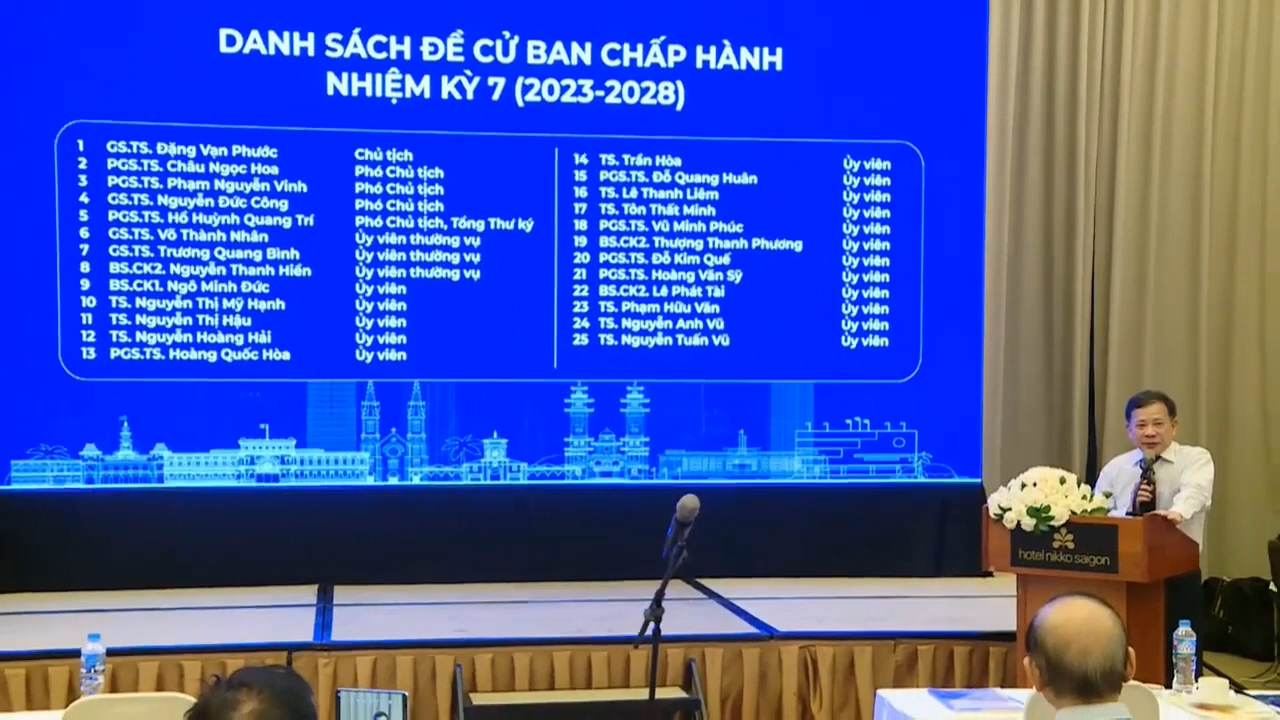 DANH SÁCH ĐỀ CỬ BAN CHẤP HÀNH
NHIỆM KỲ 7 (2023-2028)
1 GS.TS. Đặng Vạn Phước Chủ tịch
2 PGS.TS. Châu Ngọc Hoa Phó Chủ tịch
3 PGS.TS. Phạm Nguyễn Vinh Phó Chủ tịch
4 GS.TS. Nguyễn Đức Công Phó Chủ tịch
5 PGS.TS. Hồ Huỳnh Quang Trí Phó Chủ tịch, Tổng Thư ký
6 GS.TS. Võ Thành Nhân Ủy viên thường vụ
7 GS.TS. Trương Quang Bình Ủy viên thường vụ
8 BS.CK2. Nguyễn Thanh Hiền Ủy viên thường vụ
9 BS.CK1. Ngô Minh Đức Ủy viên
10 TS. Nguyễn Thị Mỹ Hạnh Ủy viên
11 TS. Nguyễn Thị Hậu Ủy viên
12 TS. Nguyễn Hoàng Hải Ủy viên
13 PGS.TS. Hoàng Quốc Hòa Ủy viên
14 TS. Trần Hòa Ủy viên
15 PGS.TS. Đỗ Quang Huân Ủy viên
16 TS. Lê Thanh Liêm Ủy viên
17 TS. Tôn Thất Minh Ủy viên
18 PGS.TS. Vũ Minh Phúc Ủy viên
19 BS.CK2. Thượng Thanh Phương Ủy viên
20 PGS.TS. Đỗ Kim Quế Ủy viên
21 PGS.TS. Hoàng Văn Sỹ Ủy viên
22 BS.CK2. Lê Phát Tài Ủy viên
23 TS. Phạm Hữu Văn Ủy viên
24 TS. Nguyễn Anh Vũ Ủy viên
25 TS. Nguyễn Tuấn Vũ Ủy viên
hotel nikko saigon